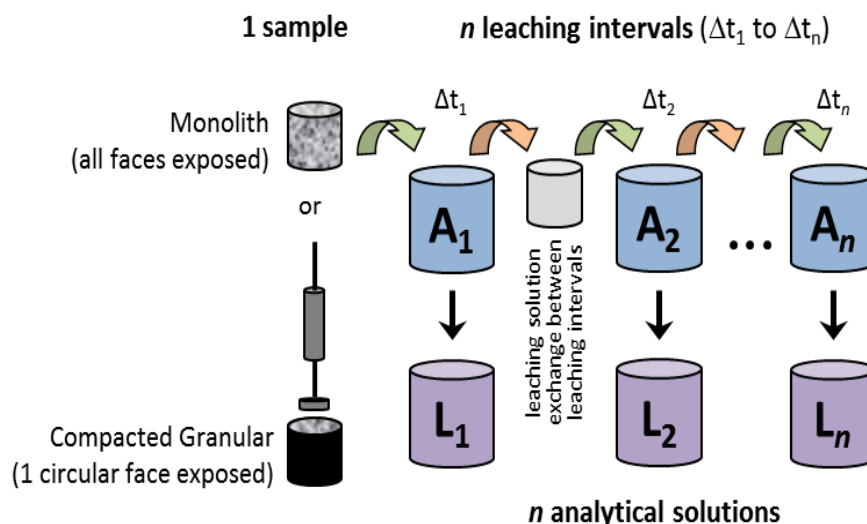 1 sample
n leaching intervals (Δt1 to Δtn)
Monolith
(all faces exposed)
or
Compacted Granular
(1 circular face exposed)
Δt1
Δt2
Δtn
A1
A2
...
An
leaching solution
exchange between
leaching intervals
L1
L2
Ln
n analytical solutions